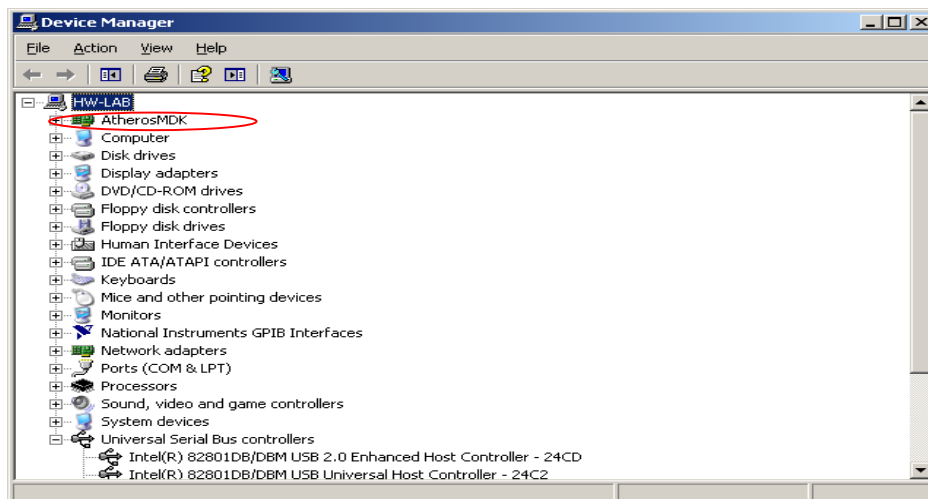 Device Manager
File Action View Help
HW-LAB
AtherosMDK
Computer
Disk drives
Display adapters
DVD/CD-ROM drives
Floppy disk controllers
Floppy disk drives
Human Interface Devices
IDE ATA/ATAPI controllers
Keyboards
Mice and other pointing devices
Monitors
National Instruments GPIB Interfaces
Network adapters
Ports (COM & LPT)
Processors
Sound, video and game controllers
System devices
Universal Serial Bus controllers
Intel(R) 82801DB/DBM USB 2.0 Enhanced Host Controller - 24CD
Intel(R) 82801DB/DBM USB Universal Host Controller - 24C2